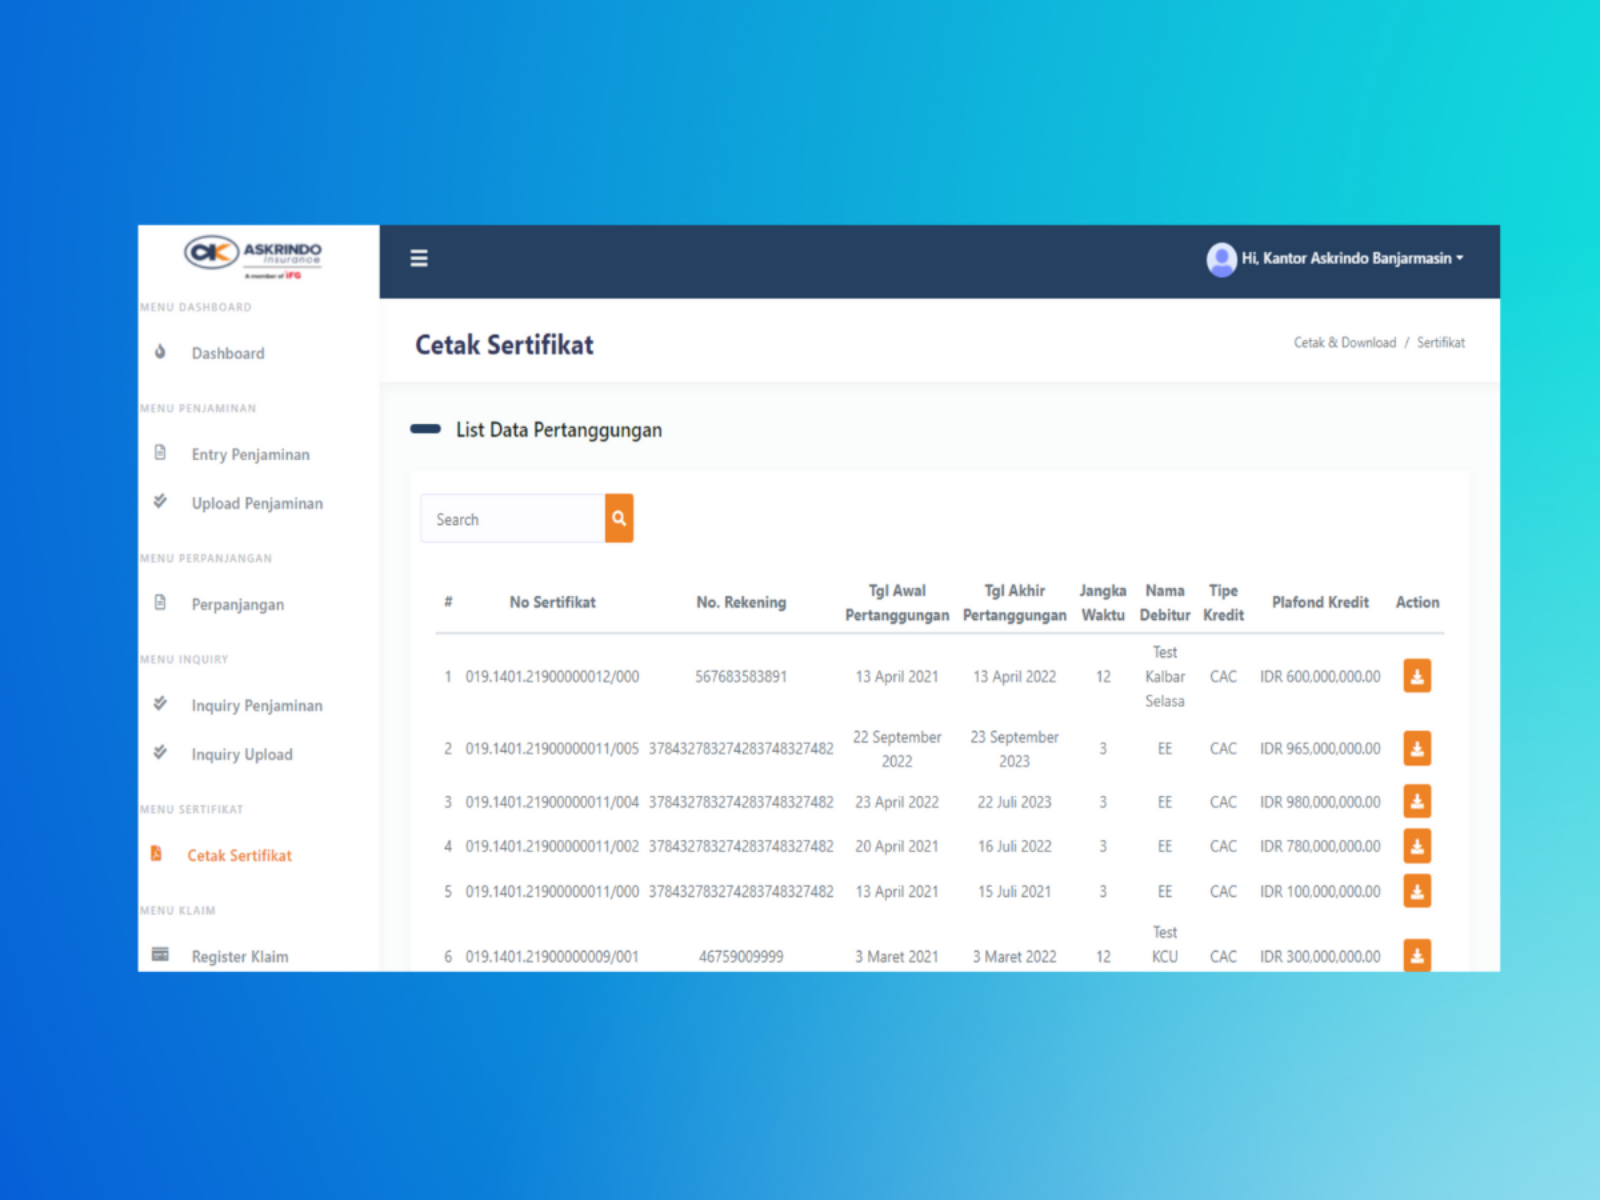 ASKRINDO
insurance
A member of IFG
Hi, Kantor Askrindo Banjarmasin
MENU DASHBOARD
Dashboard
MENU PENJAMINAN
Entry Penjaminan
Upload Penjaminan
MENU PERPANJANGAN
Perpanjangan
MENU INQUIRY
Inquiry Penjaminan
Inquiry Upload
MENU SERTIFIKAT
Cetak Sertifikat
MENU KLAIM
Register Klaim
Cetak Sertifikat
Cetak & Download / Sertifikat
List Data Pertanggungan
Search
# No Sertifikat No. Rekening Tgl Awal Pertanggungan Tgl Akhir Pertanggungan Jangka Waktu Nama Debitur Tipe Kredit Plafond Kredit Action
1 019.1401.21900000012/000 567683583891 13 April 2021 13 April 2022 12 Test Kalbar Selasa CAC IDR 600,000,000.00
2 019.1401.21900000011/005 378432783274283748327482 22 September 2022 23 September 2023 3 EE CAC IDR 965,000,000.00
3 019.1401.21900000011/004 378432783274283748327482 23 April 2022 22 Juli 2023 3 EE CAC IDR 980,000,000.00
4 019.1401.21900000011/002 378432783274283748327482 20 April 2021 16 Juli 2022 3 EE CAC IDR 780,000,000.00
5 019.1401.21900000011/000 378432783274283748327482 13 April 2021 15 Juli 2021 3 EE CAC IDR 100,000,000.00
6 019.1401.21900000009/001 46759009999 3 Maret 2021 3 Maret 2022 12 Test KCU CAC IDR 300,000,000.00